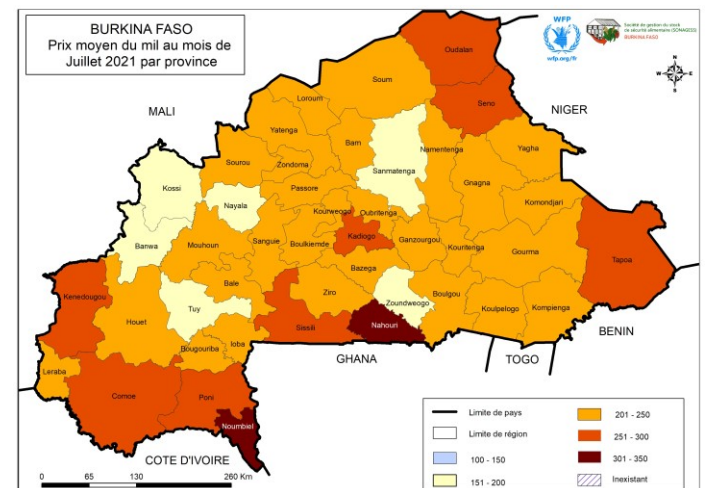 BURKINA FASO
Prix moyen du mil au mois de
Juillet 2021 par province
WFP
wfp.org/fr
Société de gestion du stock
de sécurité alimentaire (SONAGESS)
BURKINA FASO
N
W
E
S
MALI
NIGER
Oudalan
Soum
Seno
Loroum
Yatenga
Bam
Namentenga
Yagha
Sourou
Zondoma
Sanmatenga
Gnagna
Kossi
Passore
Komondjari
Nayala
Kourweogo
Oubritenga
Banwa
Mouhoun
Sanguie
Boulkiemde
Kadiogo
Ganzourgou
Kouritenga
Gourma
Tapoa
Bazega
Kenedougou
Bale
Ziro
Zoundweogo
Boulgou
Koulpelogo
Kompienga
Houet
Tuy
Sissili
Nahouri
Ioba
Bougouriba
BENIN
GHANA
TOGO
Leraba
Comoe
Poni
Noumbiel
COTE D'IVOIRE
0 65 130 260 Km
Limite de pays
Limite de région
100 - 150
151 - 200
201 - 250
251 - 300
301 - 350
Inexistant